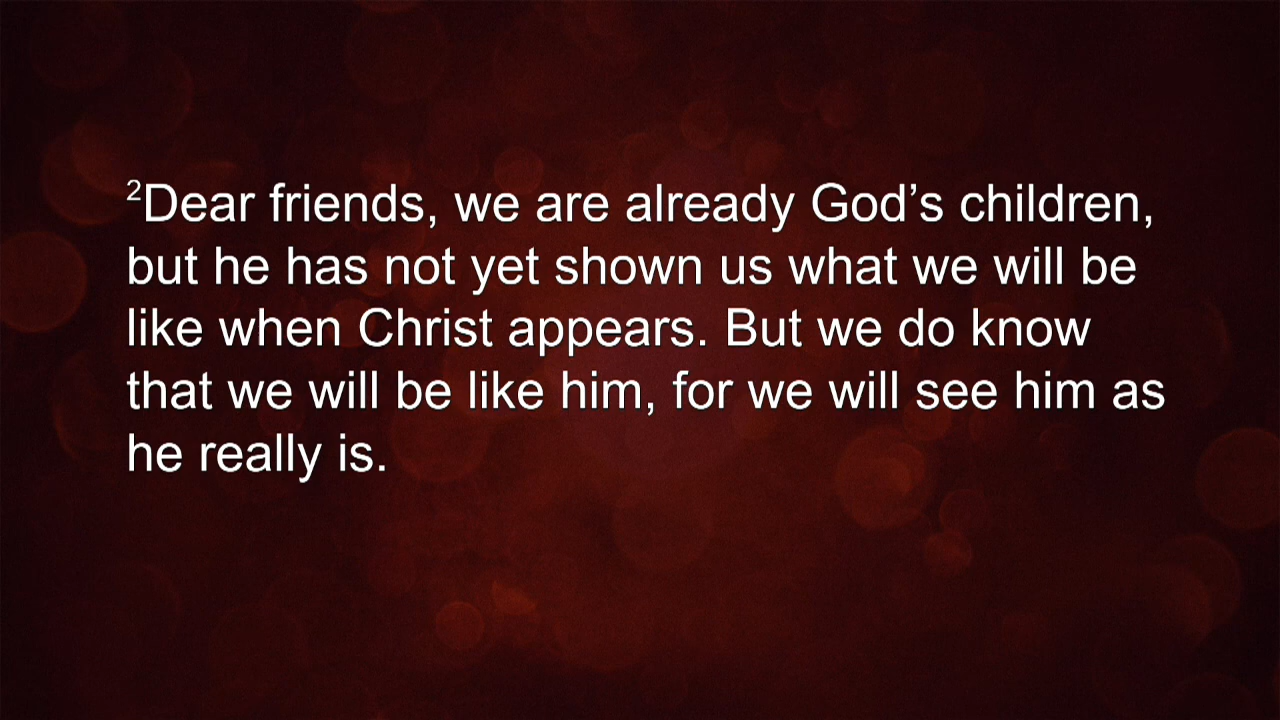 ²Dear friends, we are already God’s children,
but he has not yet shown us what we will be
like when Christ appears. But we do know
that we will be like him, for we will see him as
he really is.